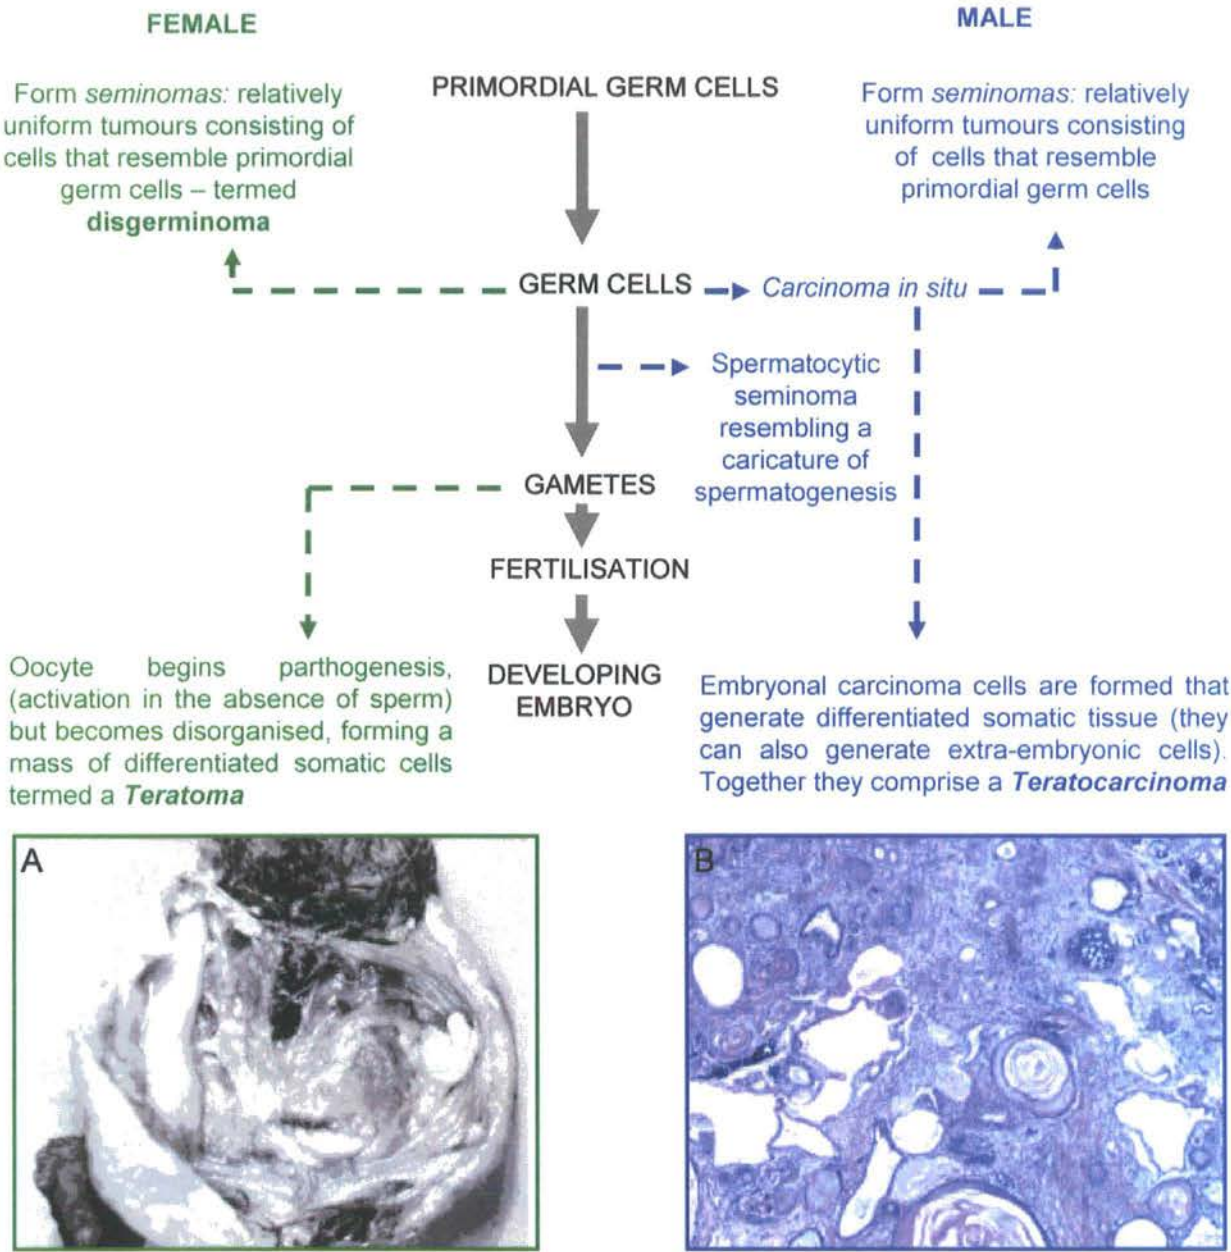 FEMALE
MALE
PRIMORDIAL GERM CELLS
Form seminomas: relatively
uniform tumours consisting of
cells that resemble primordial
germ cells – termed
disgerminoma
Form seminomas: relatively
uniform tumours consisting
of cells that resemble
primordial germ cells
GERM CELLS
Carcinoma in situ
Spermatocytic
seminoma
resembling a
caricature of
spermatogenesis
GAMETES
FERTILISATION
DEVELOPING
EMBRYO
Oocyte begins parthogenesis,
(activation in the absence of sperm)
but becomes disorganised, forming a
mass of differentiated somatic cells
termed a Teratoma
Embryonal carcinoma cells are formed that
generate differentiated somatic tissue (they
can also generate extra-embryonic cells).
Together they comprise a Teratocarcinoma
A
B